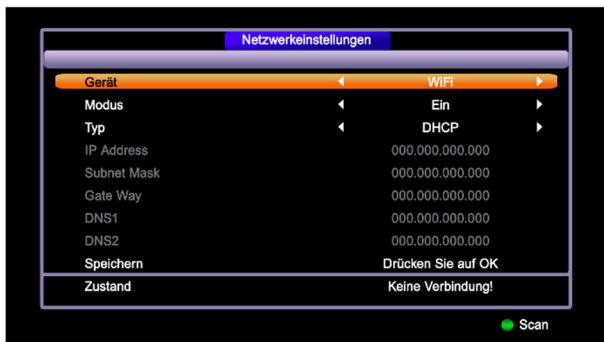 Netzwerkeinstellungen
Gerät WiFi
Modus Ein
Typ DHCP
IP Address 000.000.000.000
Subnet Mask 000.000.000.000
Gate Way 000.000.000.000
DNS1 000.000.000.000
DNS2 000.000.000.000
Speichern Drücken Sie auf OK
Zustand Keine Verbindung!
Scan